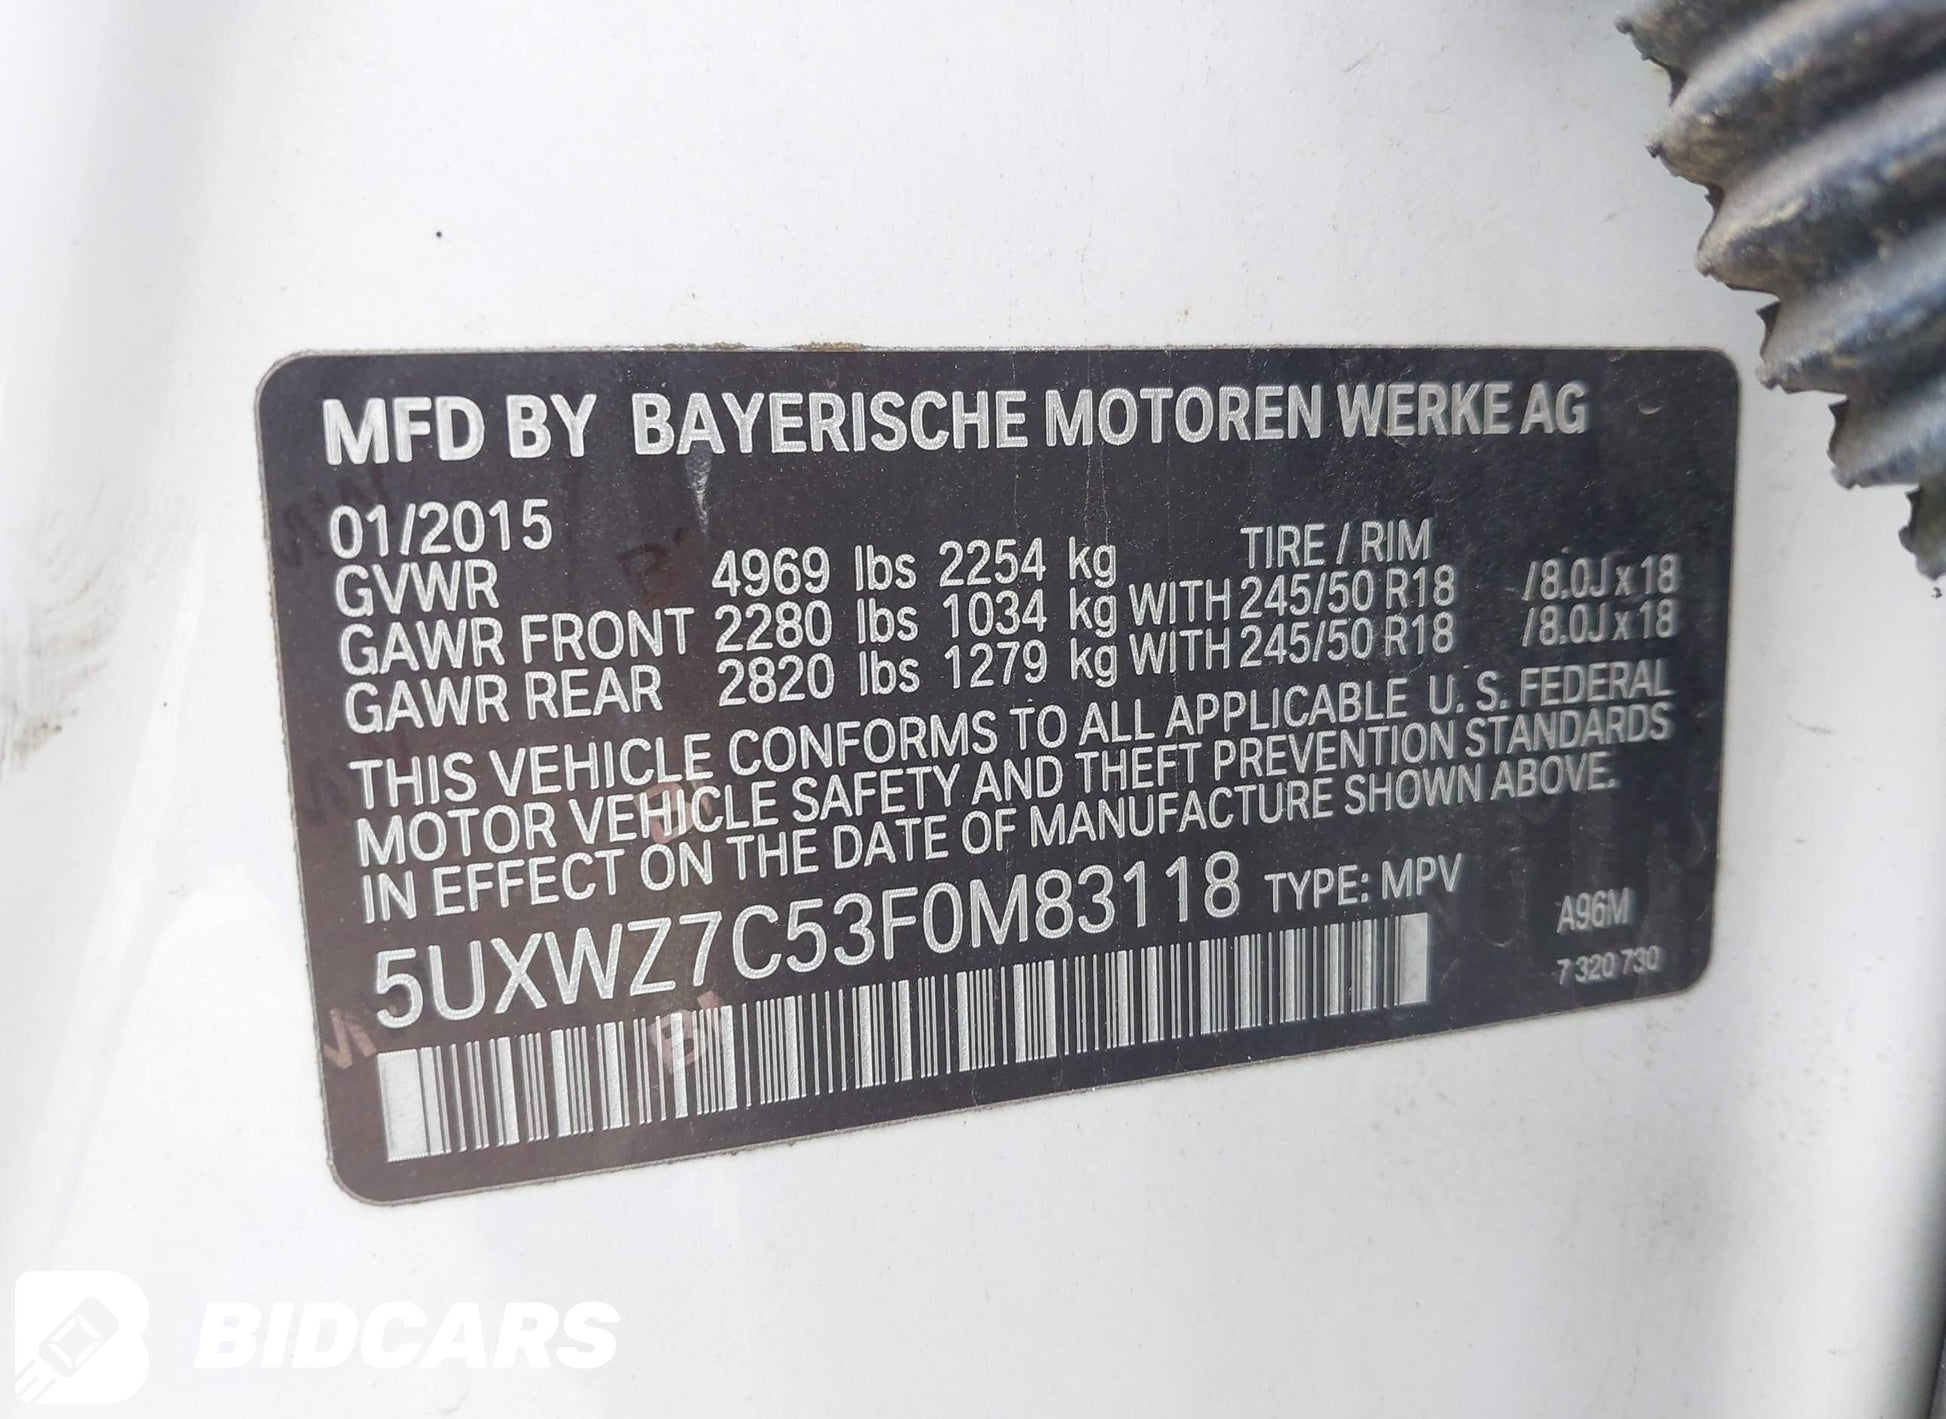 MFD BY BAYERISCHE MOTOREN WERKE AG
01/2015
TIRE / RIM
GVWR 4969 lbs 2254 kg
GAWR FRONT 2280 lbs 1034 kg WITH 245/50 R18 /8.0J x 18
GAWR REAR 2820 lbs 1279 kg WITH 245/50 R18 /8.0J x 18
THIS VEHICLE CONFORMS TO ALL APPLICABLE U. S. FEDERAL
MOTOR VEHICLE SAFETY AND THEFT PREVENTION STANDARDS
IN EFFECT ON THE DATE OF MANUFACTURE SHOWN ABOVE.
5UXWZ7C53F0M83118 TYPE: MPV
A96M
7 320 730
BIDCARS